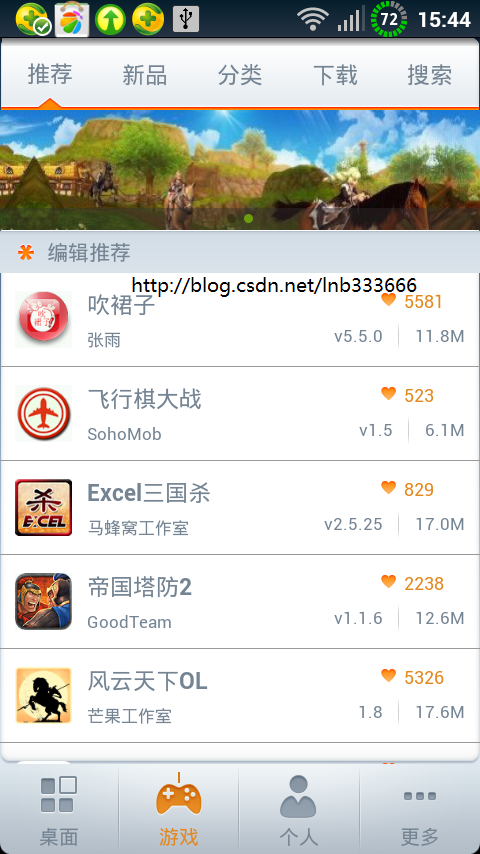 72 15:44
推荐 新品 分类 下载 搜索
编辑推荐
http://blog.csdn.net/lnb333666
吹裙子 5581
张雨 v5.5.0 11.8M
飞行棋大战 523
SohoMob v1.5 6.1M
Excel三国杀 829
马蜂窝工作室 v2.5.25 17.0M
杀
EXCEL
帝国塔防2 2238
GoodTeam v1.1.6 12.6M
风云天下OL 5326
芒果工作室 1.8 17.6M
桌面 游戏 个人 更多